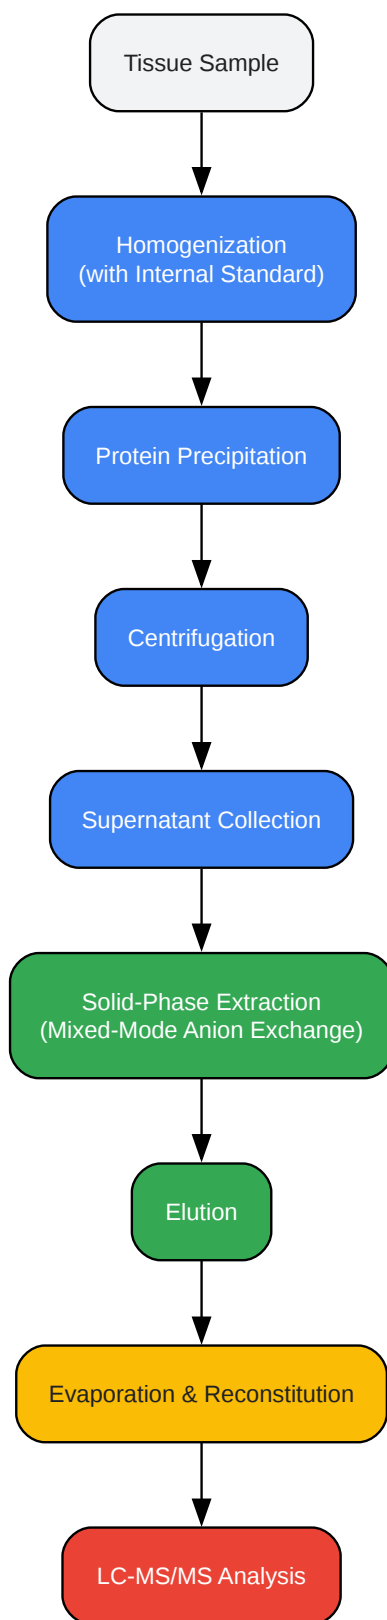 Tissue Sample
Homogenization
(with Internal Standard)
Protein Precipitation
Centrifugation
Supernatant Collection
Solid-Phase Extraction
(Mixed-Mode Anion Exchange)
Elution
Evaporation & Reconstitution
LC-MS/MS Analysis